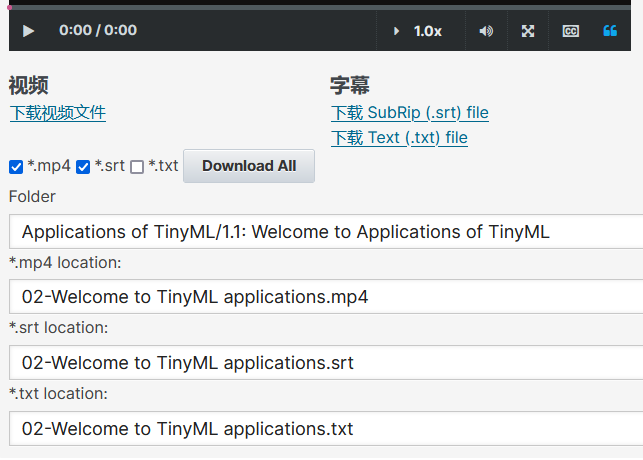 0:00 / 0:00 1.0x CC
视频 字幕
下载视频文件 下载 SubRip (.srt) file
下载 Text (.txt) file
*.mp4 *.srt *.txt Download All
Folder
Applications of TinyML/1.1: Welcome to Applications of TinyML
*.mp4 location:
02-Welcome to TinyML applications.mp4
*.srt location:
02-Welcome to TinyML applications.srt
*.txt location:
02-Welcome to TinyML applications.txt